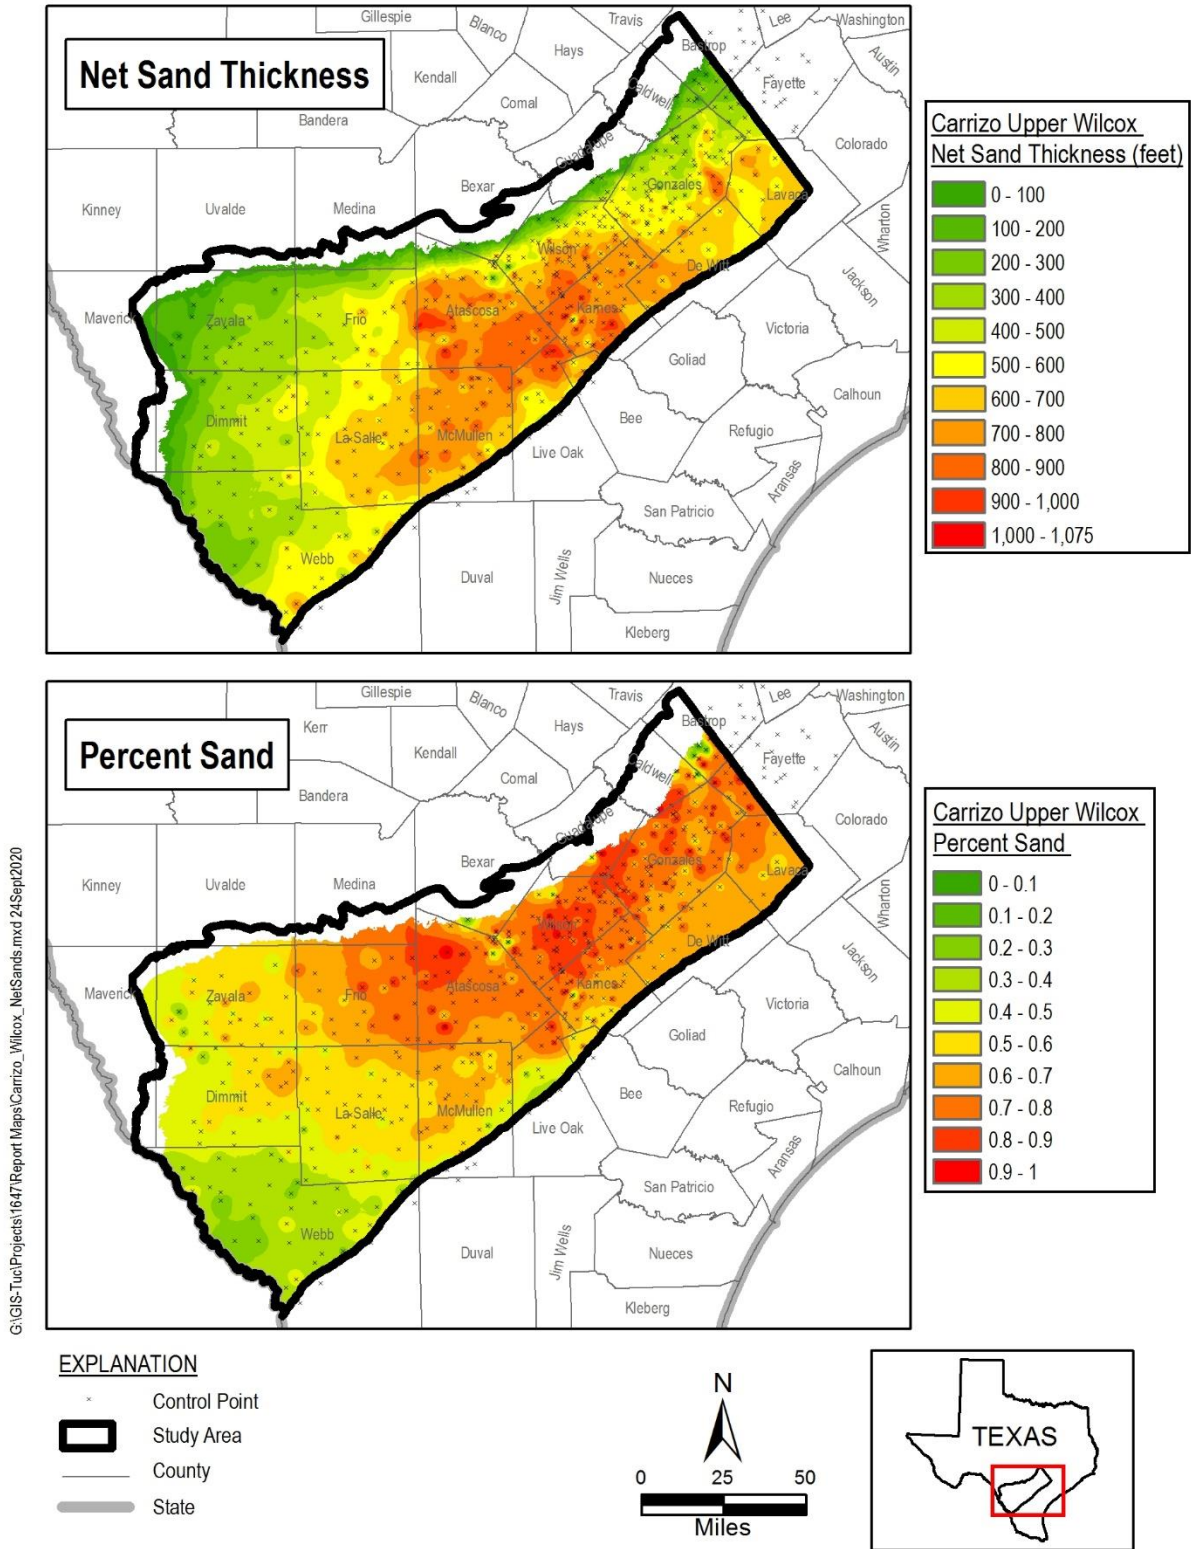 Net Sand Thickness
Gillespie
Blanco
Travis
Lee
Washington
Hays
Bastrop
Austin
Kendall
Fayette
Comal
Caldwell
Bandera
Colorado
Guadalupe
Bexar
Gonzales
Kinney
Uvalde
Medina
Lavaca
Wharton
Wilson
De Witt
Jackson
Maverick
Zavala
Frio
Atascosa
Karnes
Victoria
Goliad
Calhoun
Dimmit
La Salle
McMullen
Bee
Refugio
Live Oak
Aransas
San Patricio
Webb
Duval
Jim Wells
Nueces
Kleberg
Carrizo Upper Wilcox
Net Sand Thickness (feet)
0 - 100
100 - 200
200 - 300
300 - 400
400 - 500
500 - 600
600 - 700
700 - 800
800 - 900
900 - 1,000
1,000 - 1,075
Percent Sand
Gillespie
Blanco
Travis
Lee
Washington
Kerr
Hays
Bastrop
Austin
Kendall
Fayette
Comal
Caldwell
Bandera
Colorado
Guadalupe
Bexar
Gonzales
Kinney
Uvalde
Medina
Lavaca
Wharton
Wilson
De Witt
Jackson
Maverick
Zavala
Frio
Atascosa
Karnes
Victoria
Goliad
Calhoun
Dimmit
La Salle
McMullen
Bee
Refugio
Live Oak
Aransas
San Patricio
Webb
Duval
Jim Wells
Nueces
Kleberg
Carrizo Upper Wilcox
Percent Sand
0 - 0.1
0.1 - 0.2
0.2 - 0.3
0.3 - 0.4
0.4 - 0.5
0.5 - 0.6
0.6 - 0.7
0.7 - 0.8
0.8 - 0.9
0.9 - 1
G:\GIS-Tuc\Projects\1647\Report Maps\Carrizo_Wilcox_NetSands.mxd 24Sept2020
EXPLANATION
Control Point
Study Area
County
State
N
0 25 50
Miles
TEXAS